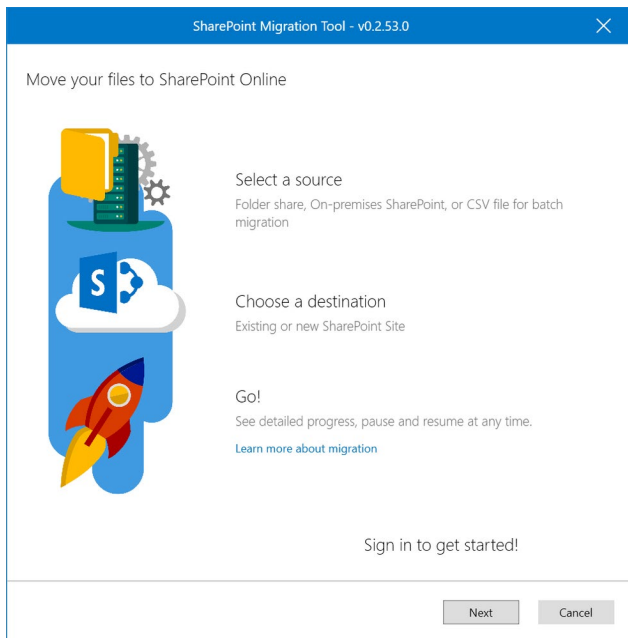 SharePoint Migration Tool - v0.2.53.0
Move your files to SharePoint Online
Select a source
Folder share, On-premises SharePoint, or CSV file for batch
migration
S
Choose a destination
Existing or new SharePoint Site
Go!
See detailed progress, pause and resume at any time.
Learn more about migration
Sign in to get started!
Next
Cancel